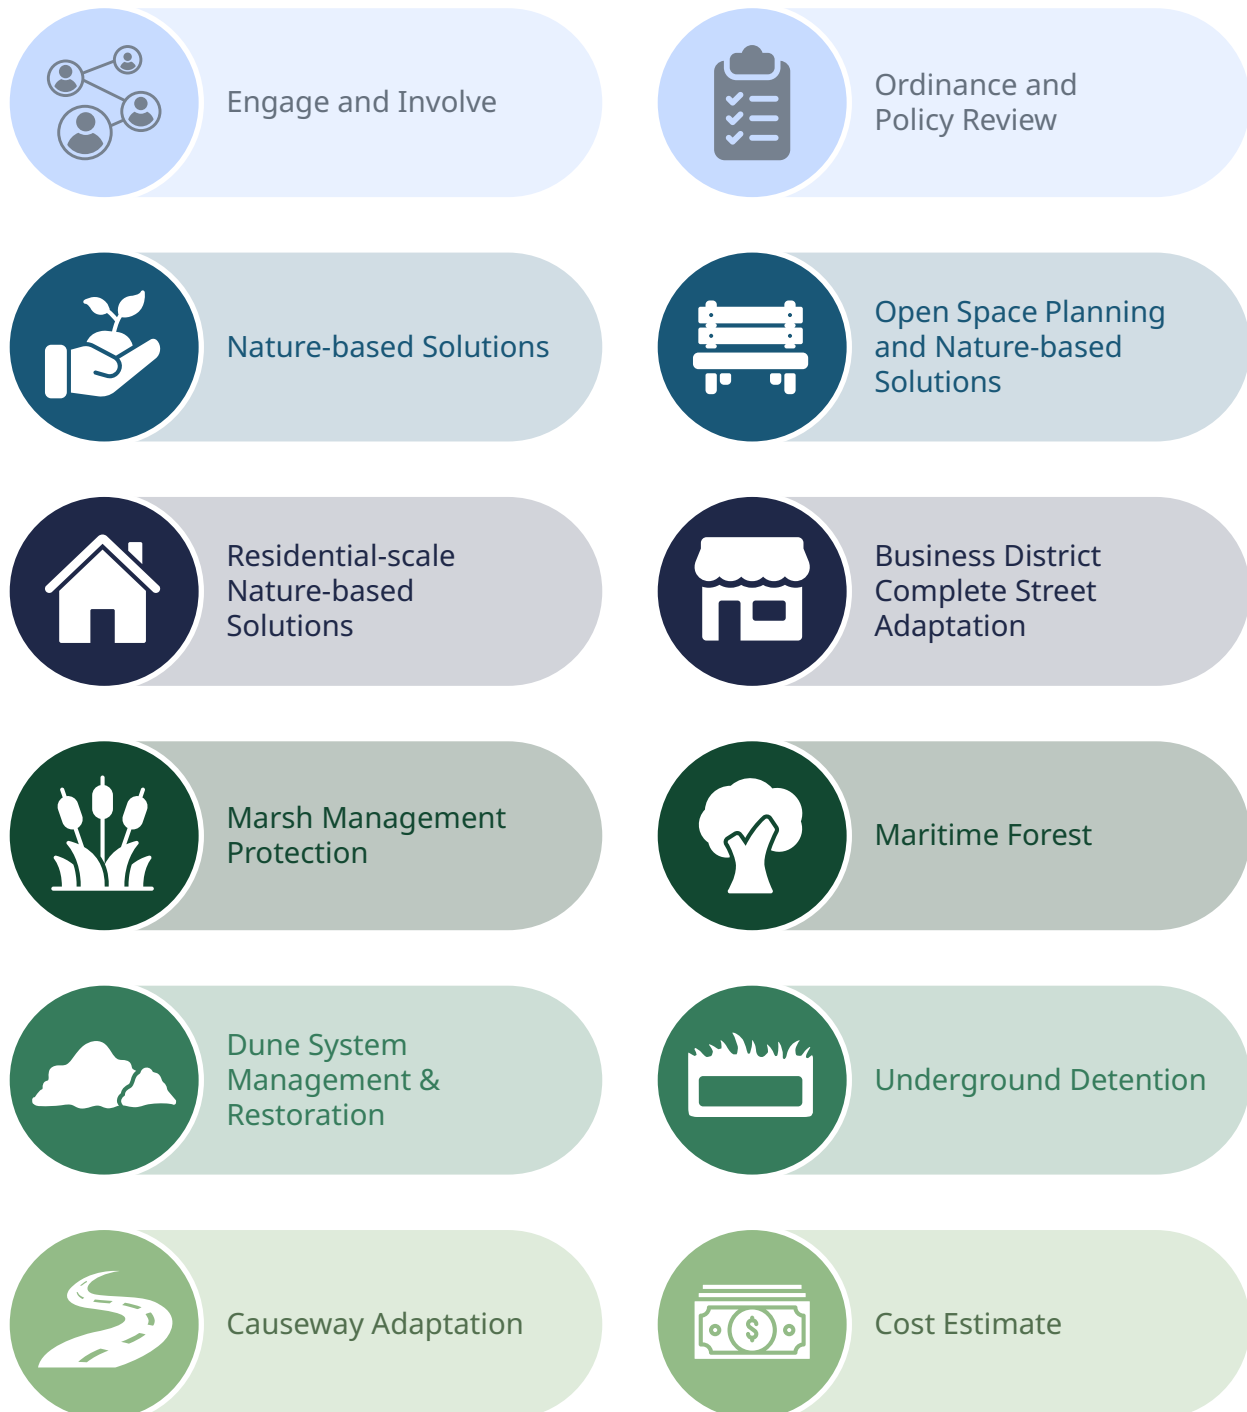 Engage and Involve
Ordinance and
Policy Review
Nature-based Solutions
Open Space Planning
and Nature-based
Solutions
Residential-scale
Nature-based
Solutions
Business District
Complete Street
Adaptation
Marsh Management
Protection
Maritime Forest
Dune System
Management &
Restoration
Underground Detention
Causeway Adaptation
$
Cost Estimate